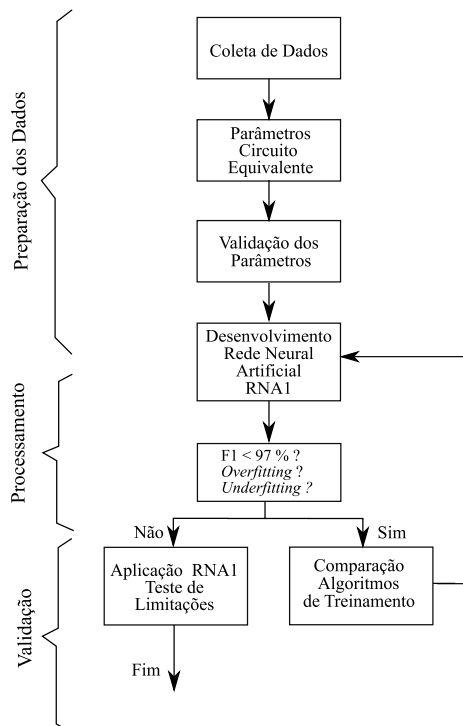 Preparação dos Dados
Coleta de Dados
Parâmetros
Circuito
Equivalente
Validação dos
Parâmetros
Desenvolvimento
Rede Neural
Artificial
RNA1
Processamento
F1 < 97 % ?
Overfitting ?
Underfitting ?
Não
Sim
Validação
Aplicação RNA1
Teste de
Limitações
Comparação
Algoritmos
de Treinamento
Fim